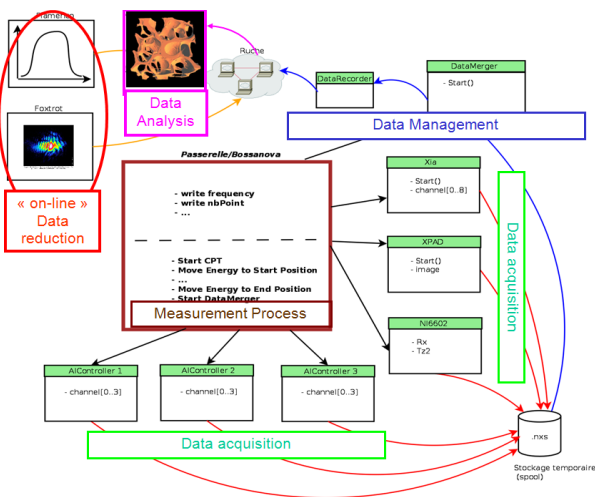 Framenta
Foxtrot
« on-line »
Data
reduction
Data
Analysis
Ruche
DataRecorder
DataMerger
- Start()
Data Management
Passerelle/Bossanova
- write frequency
- write nbPoint
- ...
- Start CPT
- Move Energy to Start Position
- ...
- Move Energy to End Position
- Start DataMerger
Measurement Process
Xia
- Start()
- channel[0..8]
XPAD
- Start()
- image
NI6602
- Rx
- Tz2
Data acquisition
AIController 1
- channel[0..3]
AIController 2
- channel[0..3]
AIController 3
- channel[0..3]
Data acquisition
.nxs
Stockage temporaire
(spool)